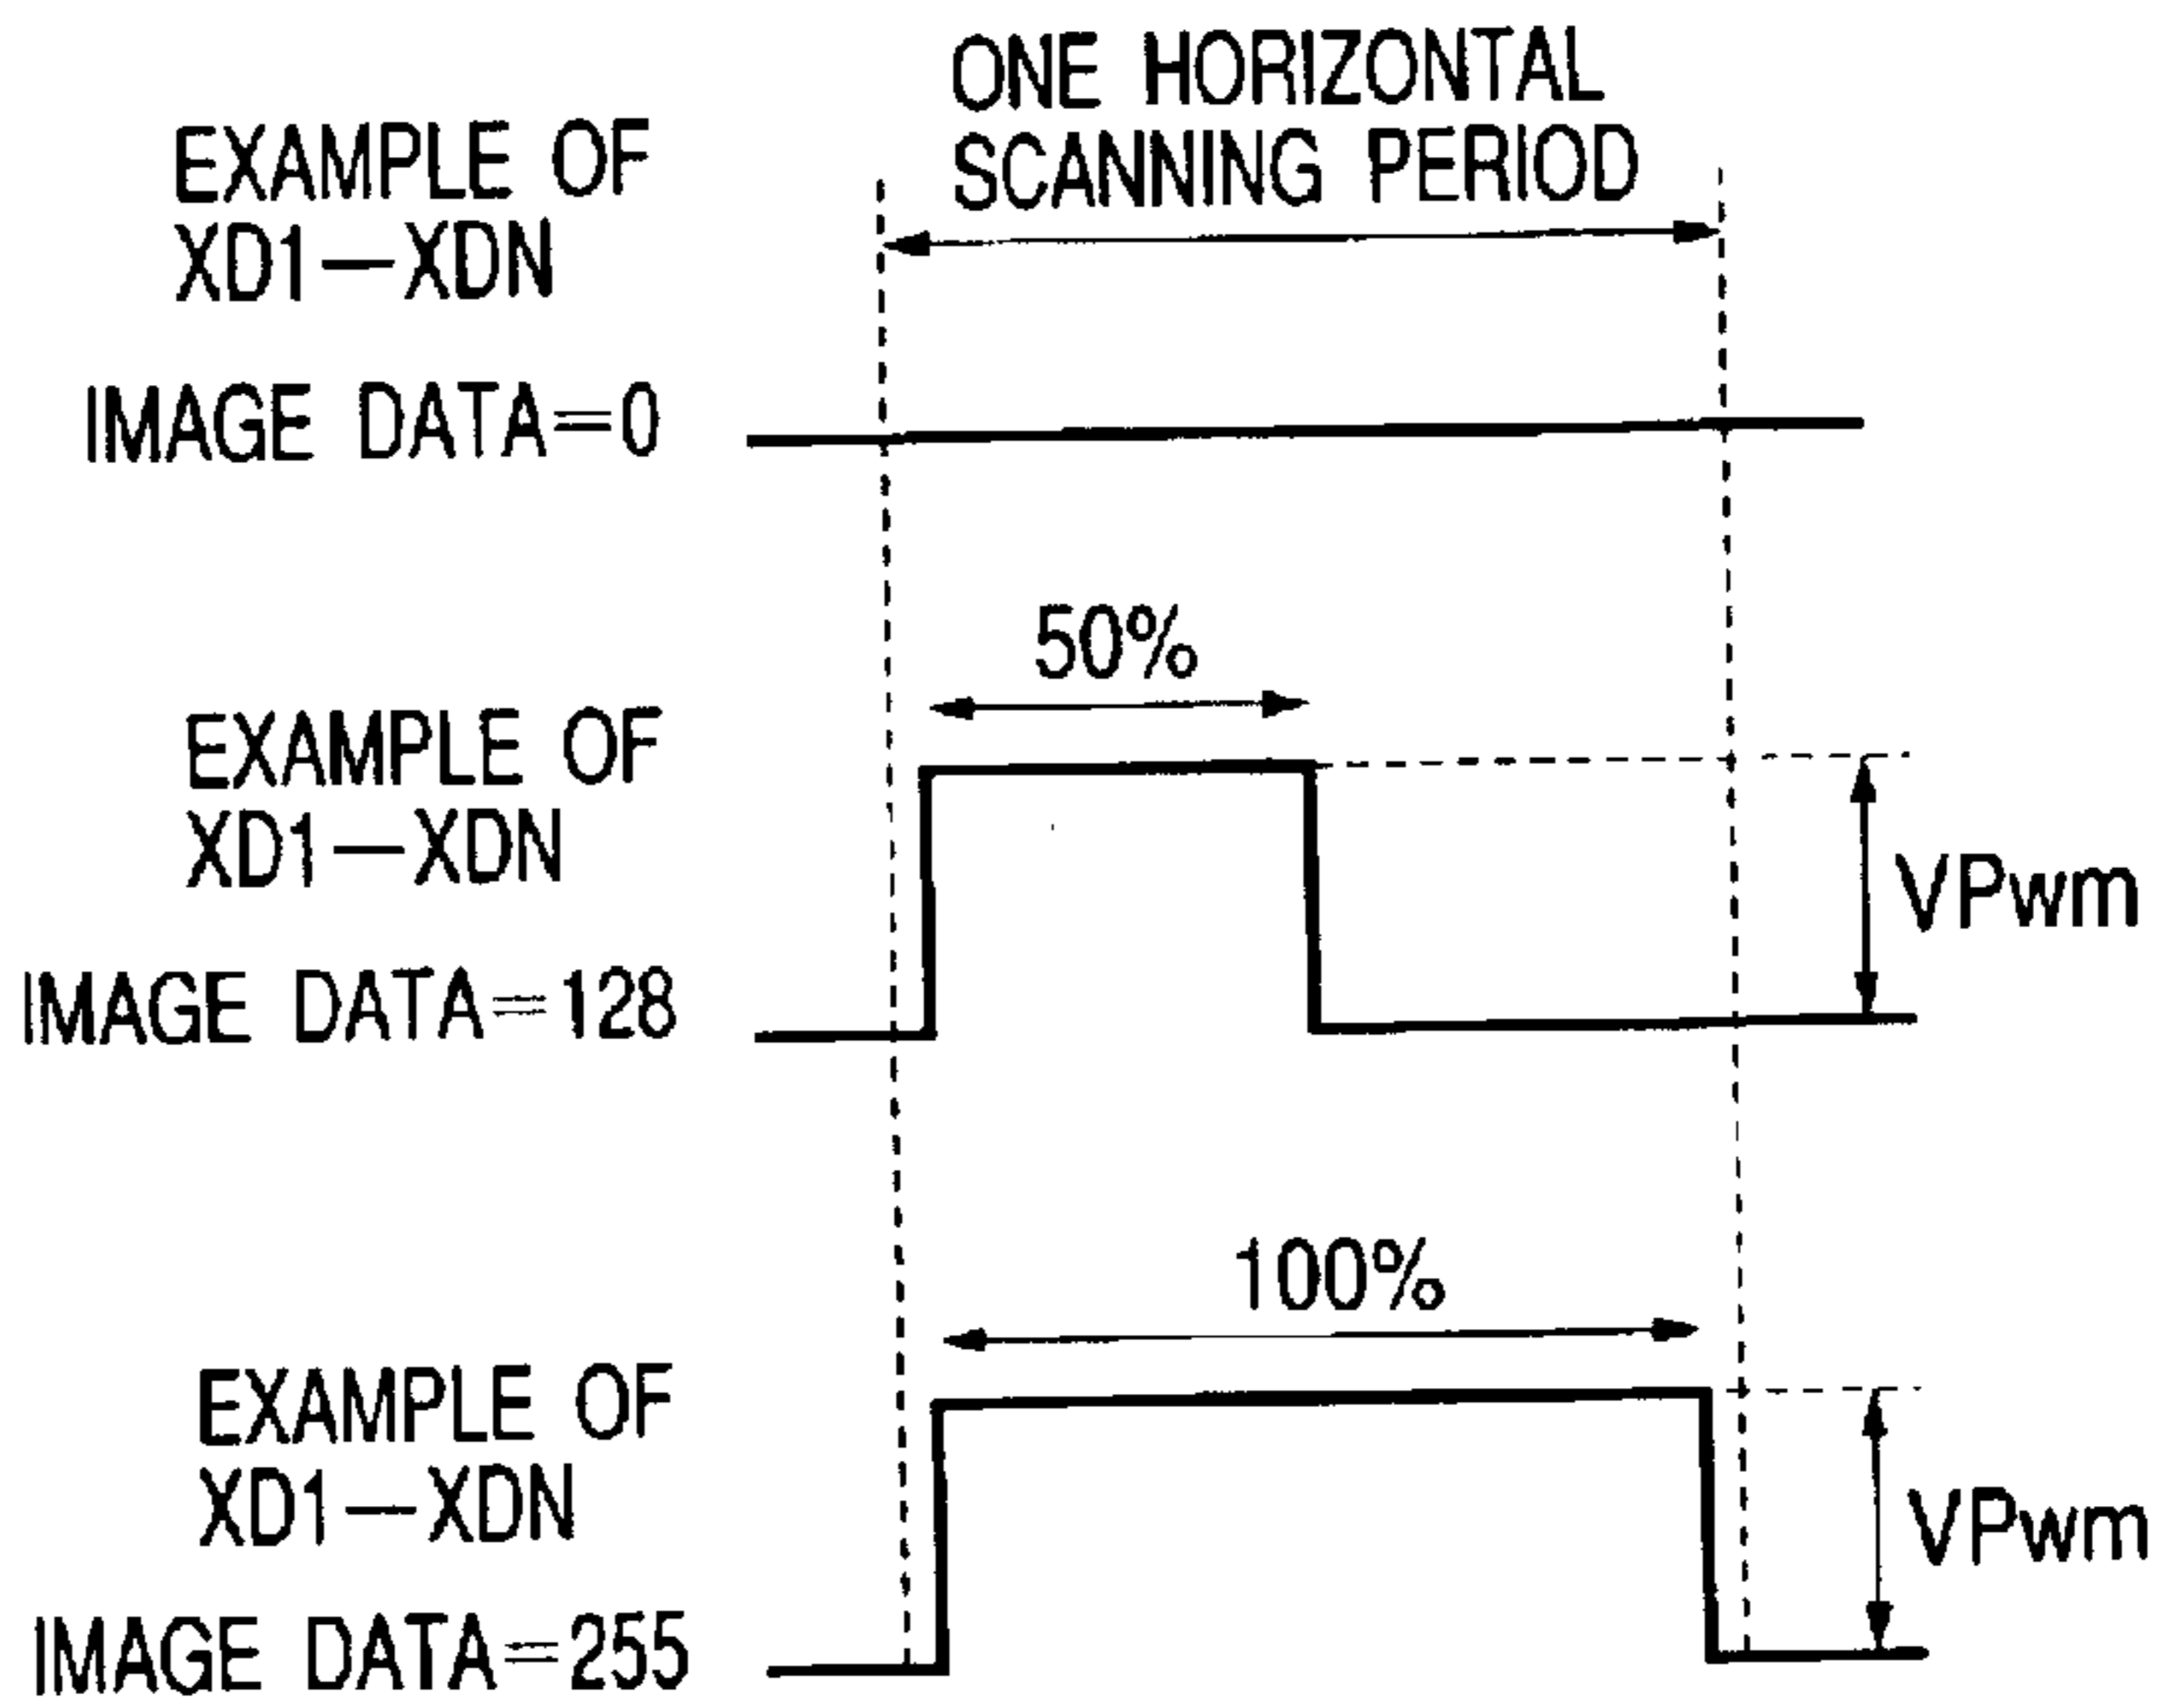 ONE HORIZONTAL
SCANNING PERIOD
EXAMPLE OF
XD1—XDN
IMAGE DATA=0
50%
EXAMPLE OF
XD1—XDN
VPwm
IMAGE DATA=128
100%
EXAMPLE OF
XD1—XDN
VPwm
IMAGE DATA=255